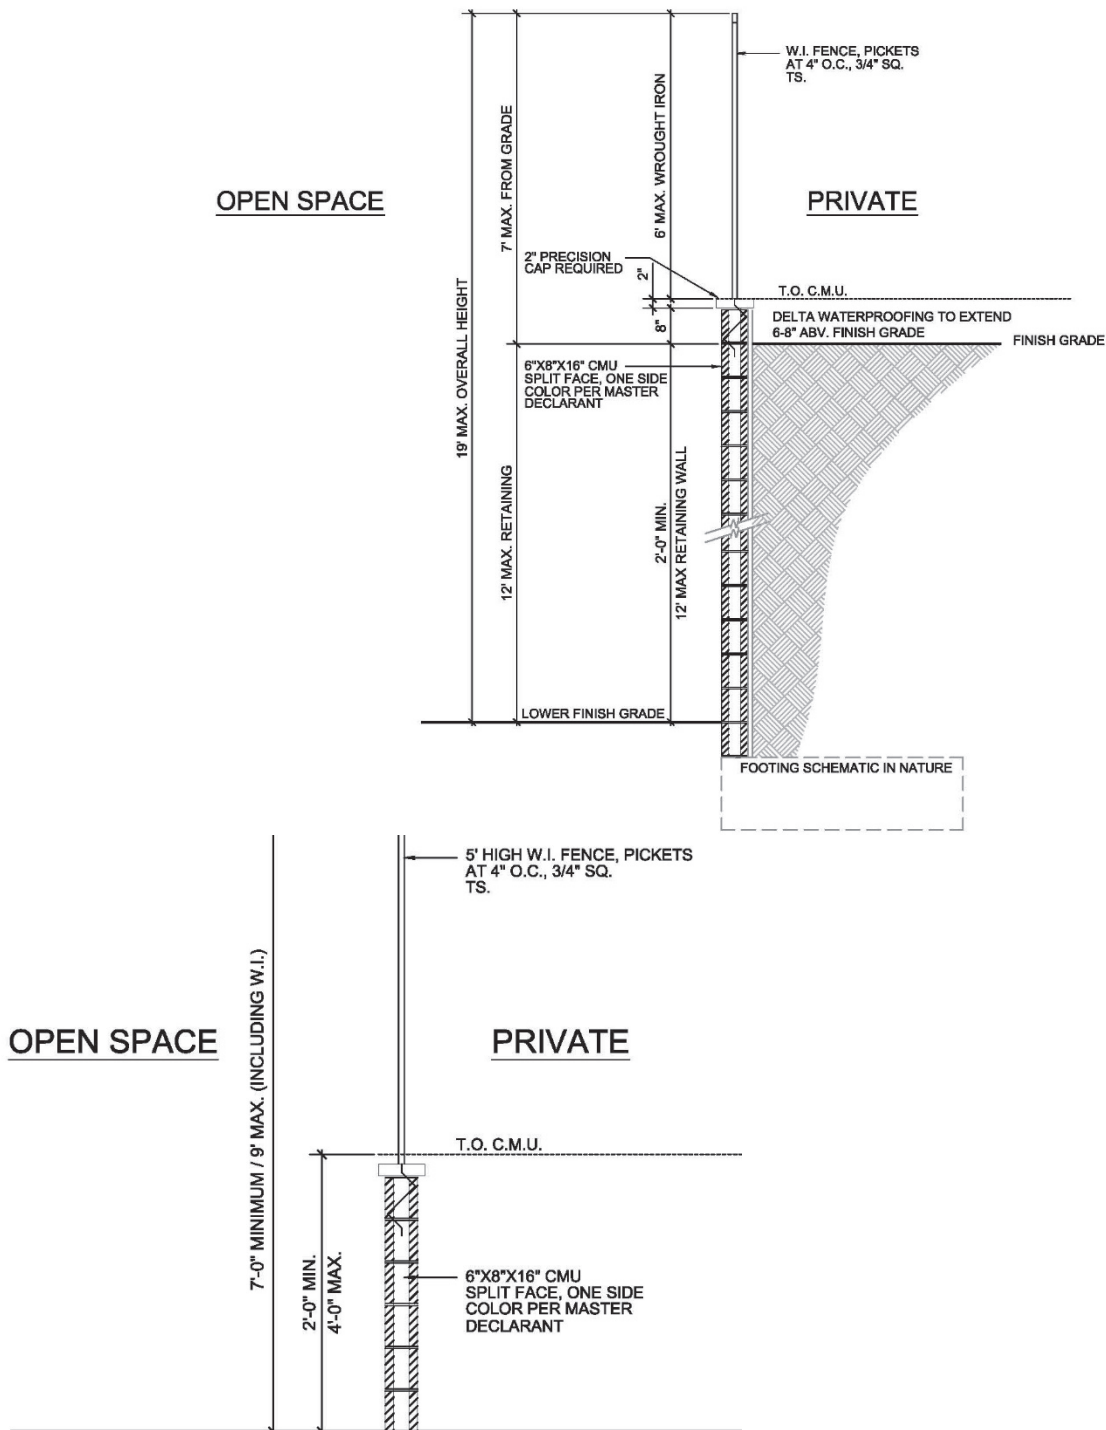 W.I. FENCE, PICKETS
AT 4" O.C., 3/4" SQ.
TS.
7' MAX. FROM GRADE
6' MAX. WROUGHT IRON
OPEN SPACE
PRIVATE
2" PRECISION
CAP REQUIRED
2"
T.O. C.M.U.
DELTA WATERPROOFING TO EXTEND
6-8" ABV. FINISH GRADE
8"
FINISH GRADE
19' MAX. OVERALL HEIGHT
6"X8"X16" CMU
SPLIT FACE, ONE SIDE
COLOR PER MASTER
DECLARANT
12' MAX. RETAINING
2'-0" MIN.
12' MAX RETAINING WALL
LOWER FINISH GRADE
FOOTING SCHEMATIC IN NATURE
5' HIGH W.I. FENCE, PICKETS
AT 4" O.C., 3/4" SQ.
TS.
7'-0" MINIMUM / 9' MAX. (INCLUDING W.I.)
OPEN SPACE
PRIVATE
T.O. C.M.U.
2'-0" MIN.
4'-0" MAX.
6"X8"X16" CMU
SPLIT FACE, ONE SIDE
COLOR PER MASTER
DECLARANT